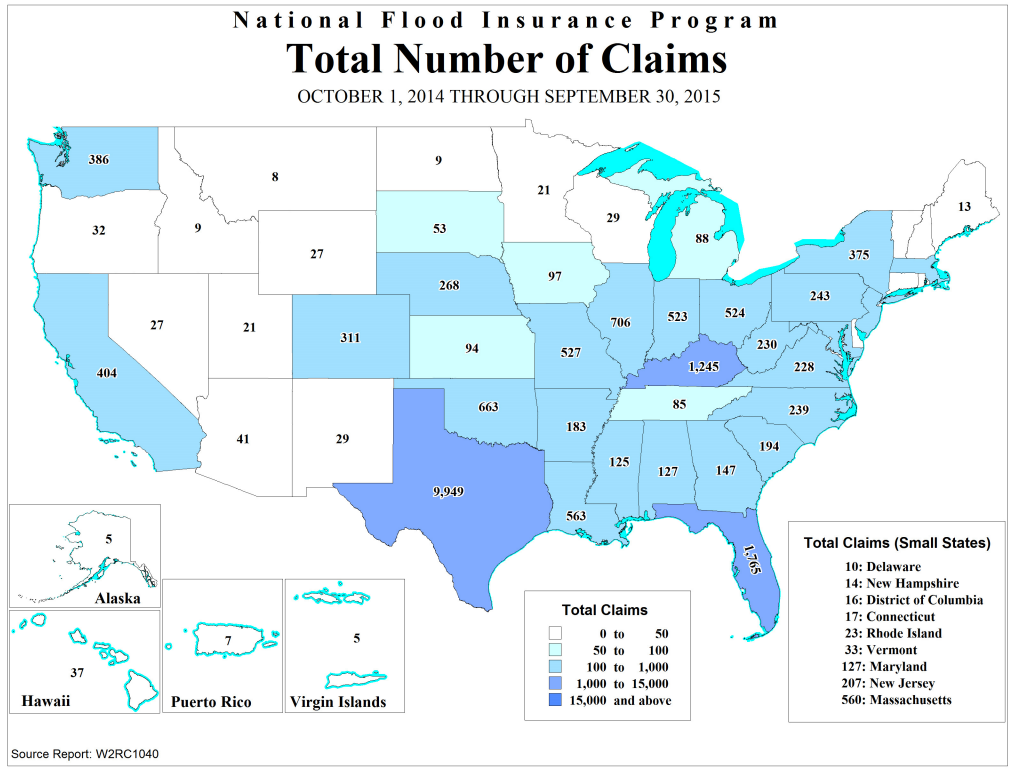 National Flood Insurance Program
Total Number of Claims
OCTOBER 1, 2014 THROUGH SEPTEMBER 30, 2015
386
8
9
21
29
88
13
32
9
27
53
97
375
268
243
27
21
311
94
527
706
523
524
230
228
404
1,245
41
29
663
183
85
239
125
127
147
194
9,949
563
1,765
5
Alaska
37
Hawaii
7
Puerto Rico
5
Virgin Islands
Total Claims
0 to 50
50 to 100
100 to 1,000
1,000 to 15,000
15,000 and above
Total Claims (Small States)
10: Delaware
14: New Hampshire
16: District of Columbia
17: Connecticut
23: Rhode Island
33: Vermont
127: Maryland
207: New Jersey
560: Massachusetts
Source Report: W2RC1040